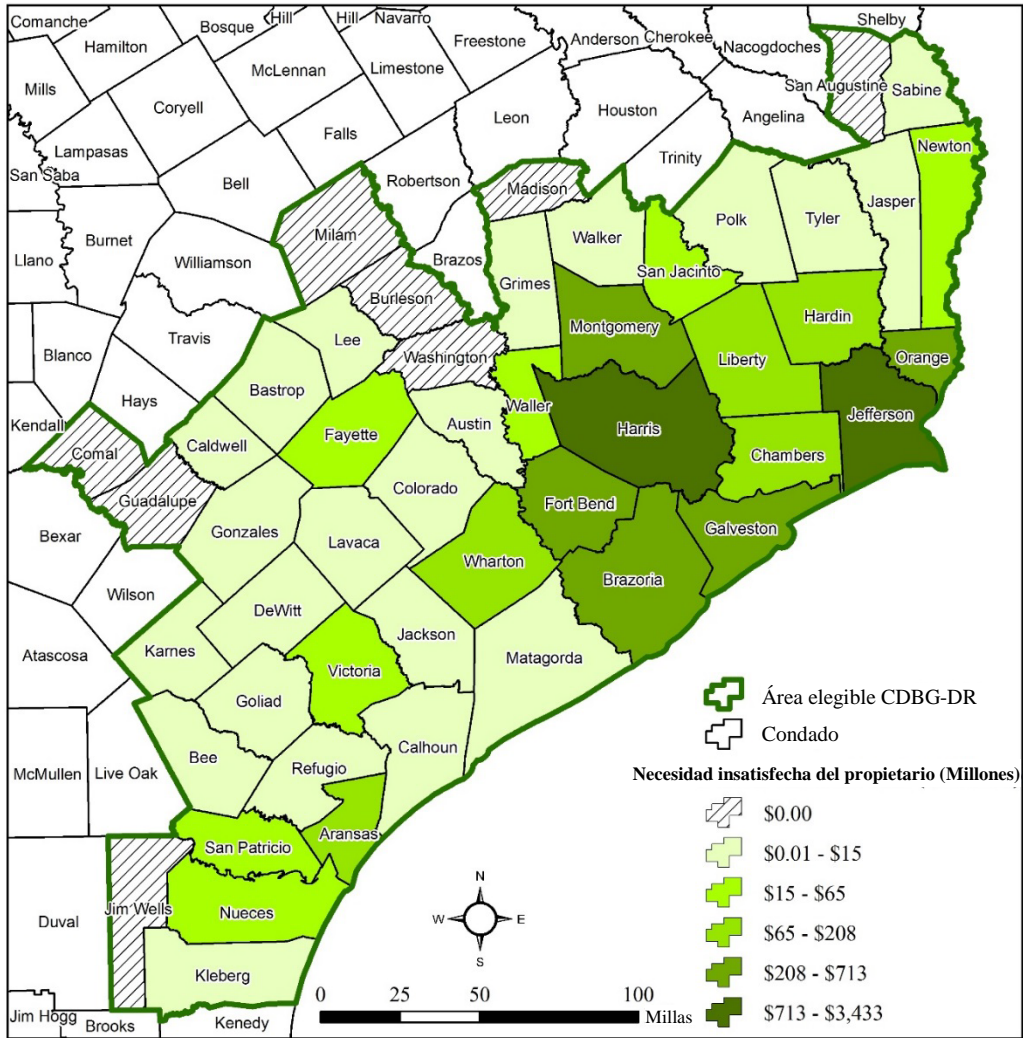 Comanche
Hamilton
Bosque
Hill
Hill
Navarro
Freestone
Anderson
Cherokee
Nacogdoches
Shelby
San Augustine
Sabine
McLennan
Limestone
Mills
Coryell
Leon
Houston
Angelina
Newton
Falls
Lampasas
San Saba
Bell
Robertson
Madison
Trinity
Jasper
Tyler
Polk
Walker
Milam
Burnet
Llano
Williamson
Brazos
Grimes
San Jacinto
Burleson
Hardin
Montgomery
Liberty
Travis
Lee
Washington
Orange
Blanco
Bastrop
Waller
Jefferson
Hays
Kendall
Fayette
Austin
Harris
Caldwell
Comal
Chambers
Guadalupe
Colorado
Fort Bend
Galveston
Bexar
Gonzales
Lavaca
Wharton
Brazoria
Wilson
DeWitt
Jackson
Karnes
Matagorda
Atascosa
Victoria
Goliad
Calhoun
Bee
Refugio
McMullen
Live Oak
Aransas
San Patricio
Jim Wells
Nueces
Duval
Kleberg
Jim Hogg
Brooks
Kenedy
N
W
E
S
0
25
50
100
Millas
Área elegible CDBG-DR
Condado
Necesidad insatisfecha del propietario (Millones)
$0.00
$0.01 - $15
$15 - $65
$65 - $208
$208 - $713
$713 - $3,433